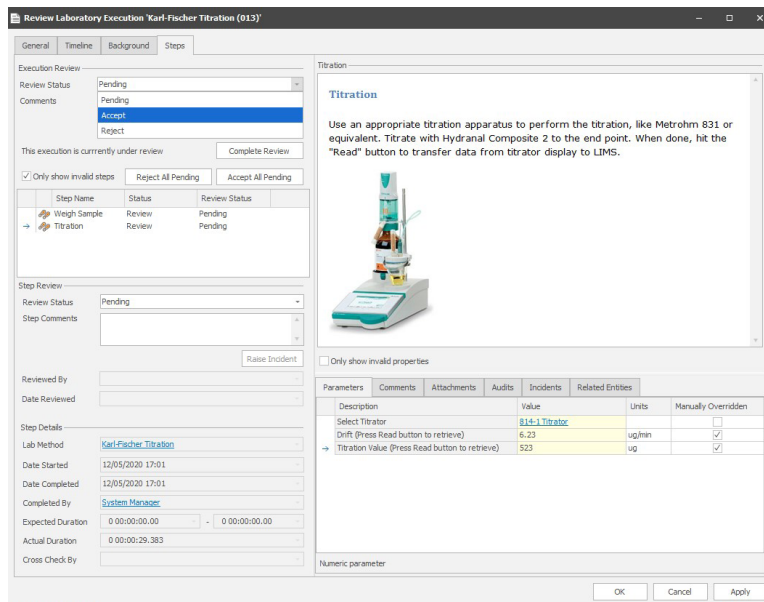 Review Laboratory Execution 'Karl-Fischer Titration (013)'
General Timeline Background Steps
Execution Review
Review Status Pending
Comments Pending
Accept
Reject
This execution is currrently under review Complete Review
Only show invalid steps Reject All Pending Accept All Pending
Step Name Status Review Status
Weigh Sample Review Pending
Titration Review Pending
Step Review
Review Status Pending
Step Comments
Raise Incident
Reviewed By
Date Reviewed
Step Details
Lab Method Karl-Fischer Titration
Date Started 12/05/2020 17:01
Date Completed 12/05/2020 17:01
Completed By System Manager
Expected Duration 0 00:00:00.00 - 0 00:00:00.00
Actual Duration 0 00:00:29.383
Cross Check By
Titration
Titration
Use an appropriate titration apparatus to perform the titration, like Metrohm 831 or
equivalent. Titrate with Hydranal Composite 2 to the end point. When done, hit the
"Read" button to transfer data from titrator display to LIMS.
Only show invalid properties
Parameters Comments Attachments Audits Incidents Related Entities
Description Value Units Manually Overridden
Select Titrator 814-1 Titrator
Drift (Press Read button to retrieve) 6.23 ug/min
Titration Value (Press Read button to retrieve) 523 ug
Numeric parameter
OK Cancel Apply